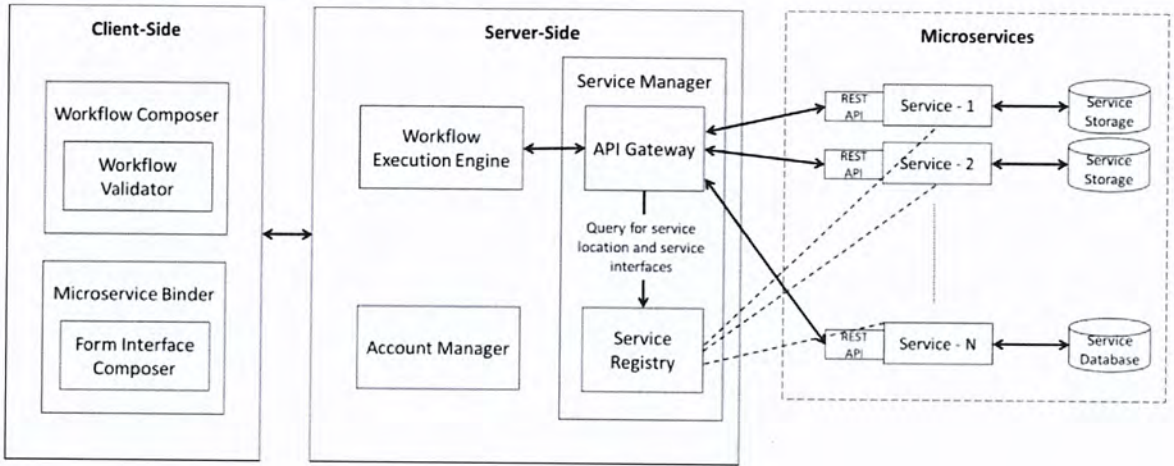 Client-Side
Workflow Composer
Workflow
Validator
Microservice Binder
Form Interface
Composer
Server-Side
Workflow
Execution Engine
Account Manager
Service Manager
API Gateway
Query for service
location and service
interfaces
Service
Registry
Microservices
REST
API
Service - 1
Service
Storage
REST
API
Service - 2
Service
Storage
REST
API
Service - N
Service
Database